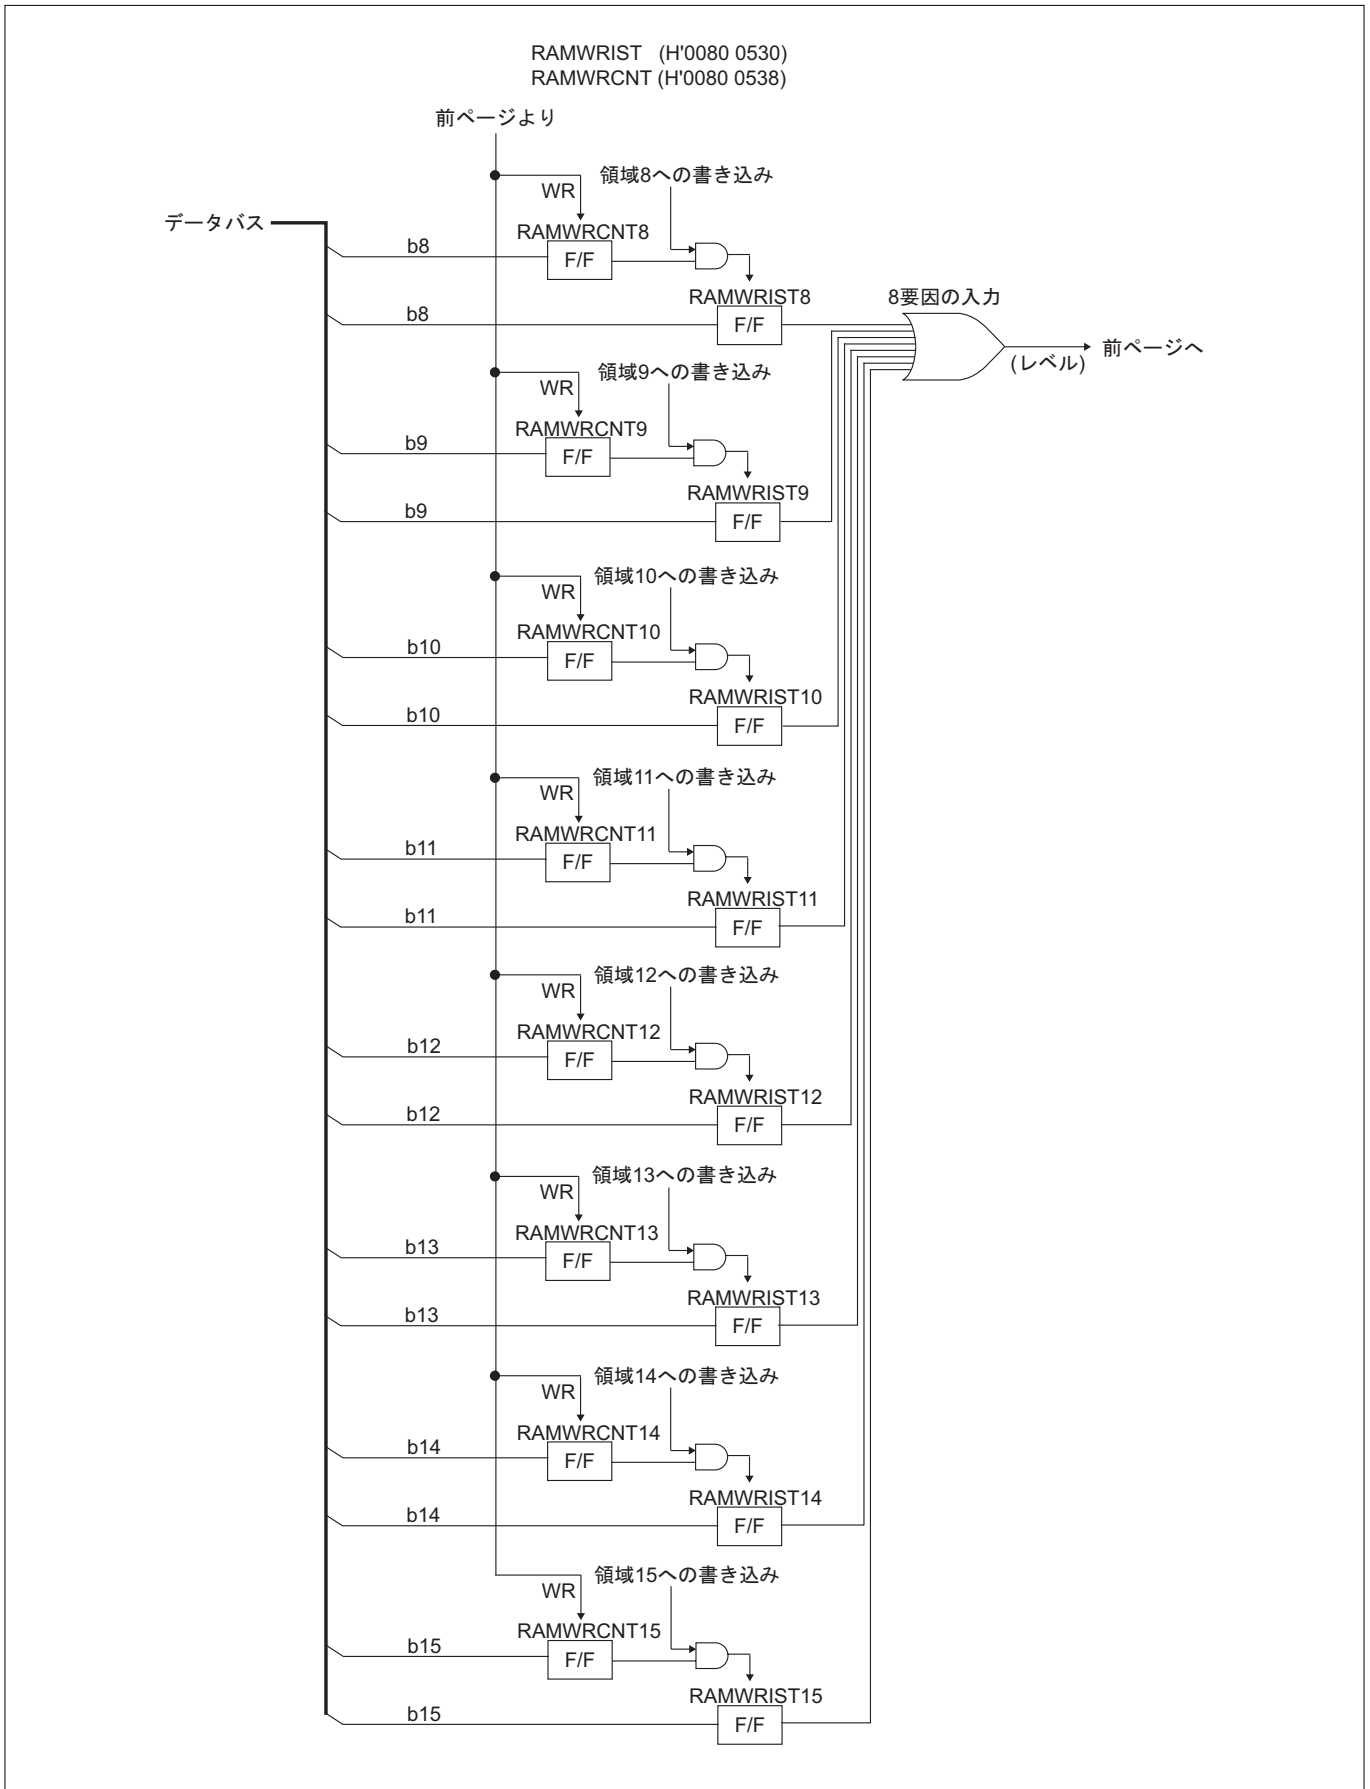 RAMWRIST (H'0080 0530)
RAMWRCNT (H'0080 0538)
前ページより
領域8への書き込み
WR
データバス
RAMWRCNT8
b8
F/F
RAMWRIST8
8要因の入力
b8
F/F
(レベル)
前ページへ
領域9への書き込み
WR
RAMWRCNT9
b9
F/F
RAMWRIST9
b9
F/F
領域10への書き込み
WR
RAMWRCNT10
b10
F/F
RAMWRIST10
b10
F/F
領域11への書き込み
WR
RAMWRCNT11
b11
F/F
RAMWRIST11
b11
F/F
領域12への書き込み
WR
RAMWRCNT12
b12
F/F
RAMWRIST12
b12
F/F
領域13への書き込み
WR
RAMWRCNT13
b13
F/F
RAMWRIST13
b13
F/F
領域14への書き込み
WR
RAMWRCNT14
b14
F/F
RAMWRIST14
b14
F/F
領域15への書き込み
WR
RAMWRCNT15
b15
F/F
RAMWRIST15
b15
F/F